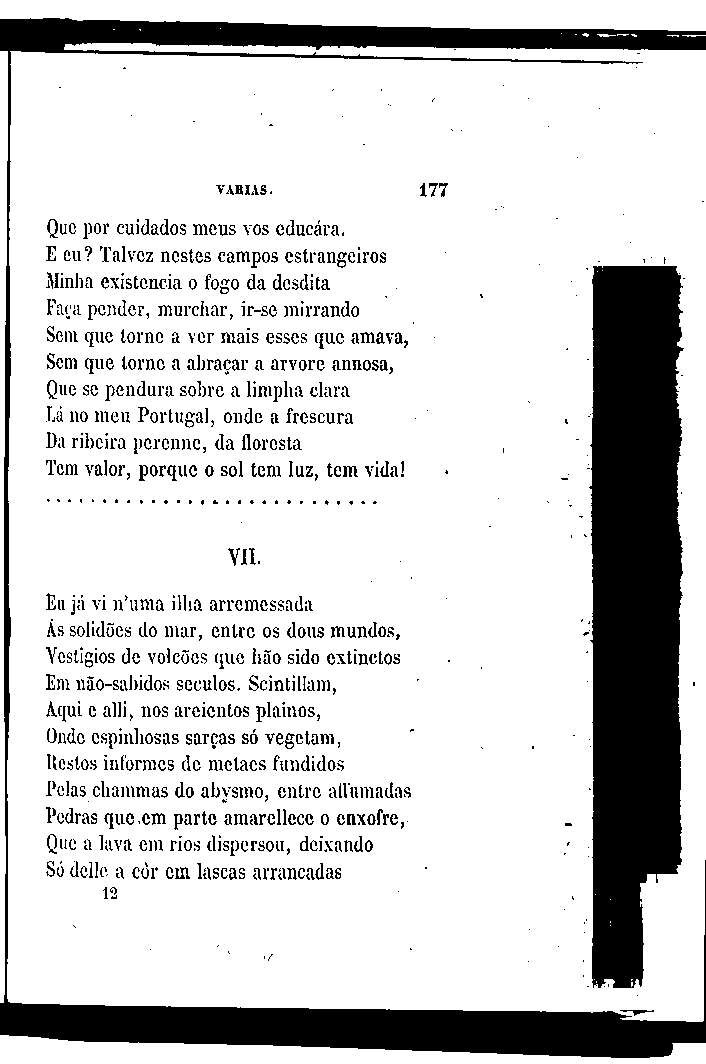 VARIAS. 177
Que por cuidados meus vos educára.
E eu? Talvez nestes campos estrangeiros
Minha existencia o fogo da desdita
Faça pender, murchar, ir-se mirrando
Sem que torne a ver mais esses que amava,
Sem que torne a abraçar a arvore annosa,
Que se pendura sobre a limpha clara
Lá no meu Portugal, onde a frescura
Da ribeira perenne, da floresta
Tem valor, porque o sol tem luz, tem vida!
. . . . . . . . . . . . . . . . . . . . . . . . . . . .
VII.
Eu já vi n'uma ilha arremessada
Ás solidões do mar, entre os dous mundos,
Vestigios de volcões que hão sido extinctos
Em não-sabidos seculos. Scintillam,
Aqui e alli, nos areientos plainos,
Onde espinhosas sarças só vegetam,
Restos informes de metaes fundidos
Pelas chammas do abysmo, entre affumadas
Pedras que em parte amarellece o enxofre,
Que a lava em rios dispersou, deixando
Só delle a côr em lascas arrancadas
12